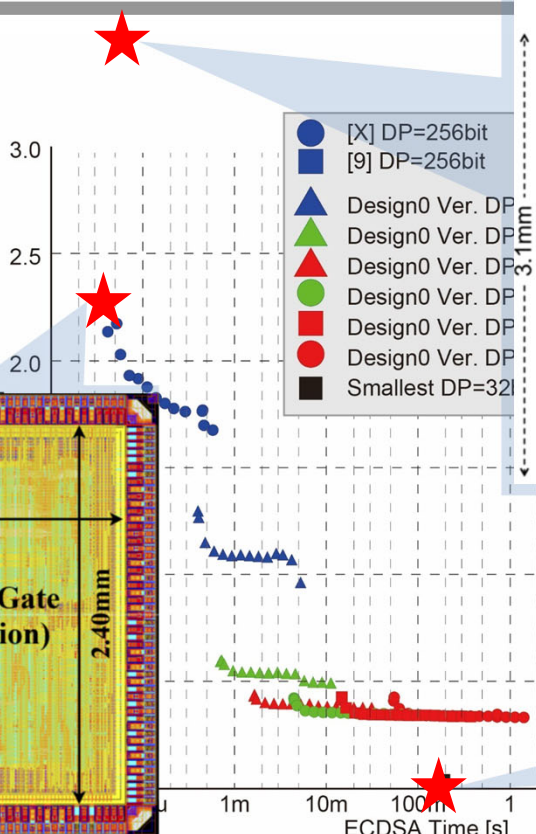 3.0
2.5
2.0
[X] DP=256bit
[9] DP=256bit
Design0 Ver. DP
Design0 Ver. DP
Design0 Ver. DP
Design0 Ver. DP
Design0 Ver. DP
Design0 Ver. DP
Smallest DP=32
3.1mm
Gate
ion)
2.40mm
1m 10m 100m 1
ECDSA Time [s]